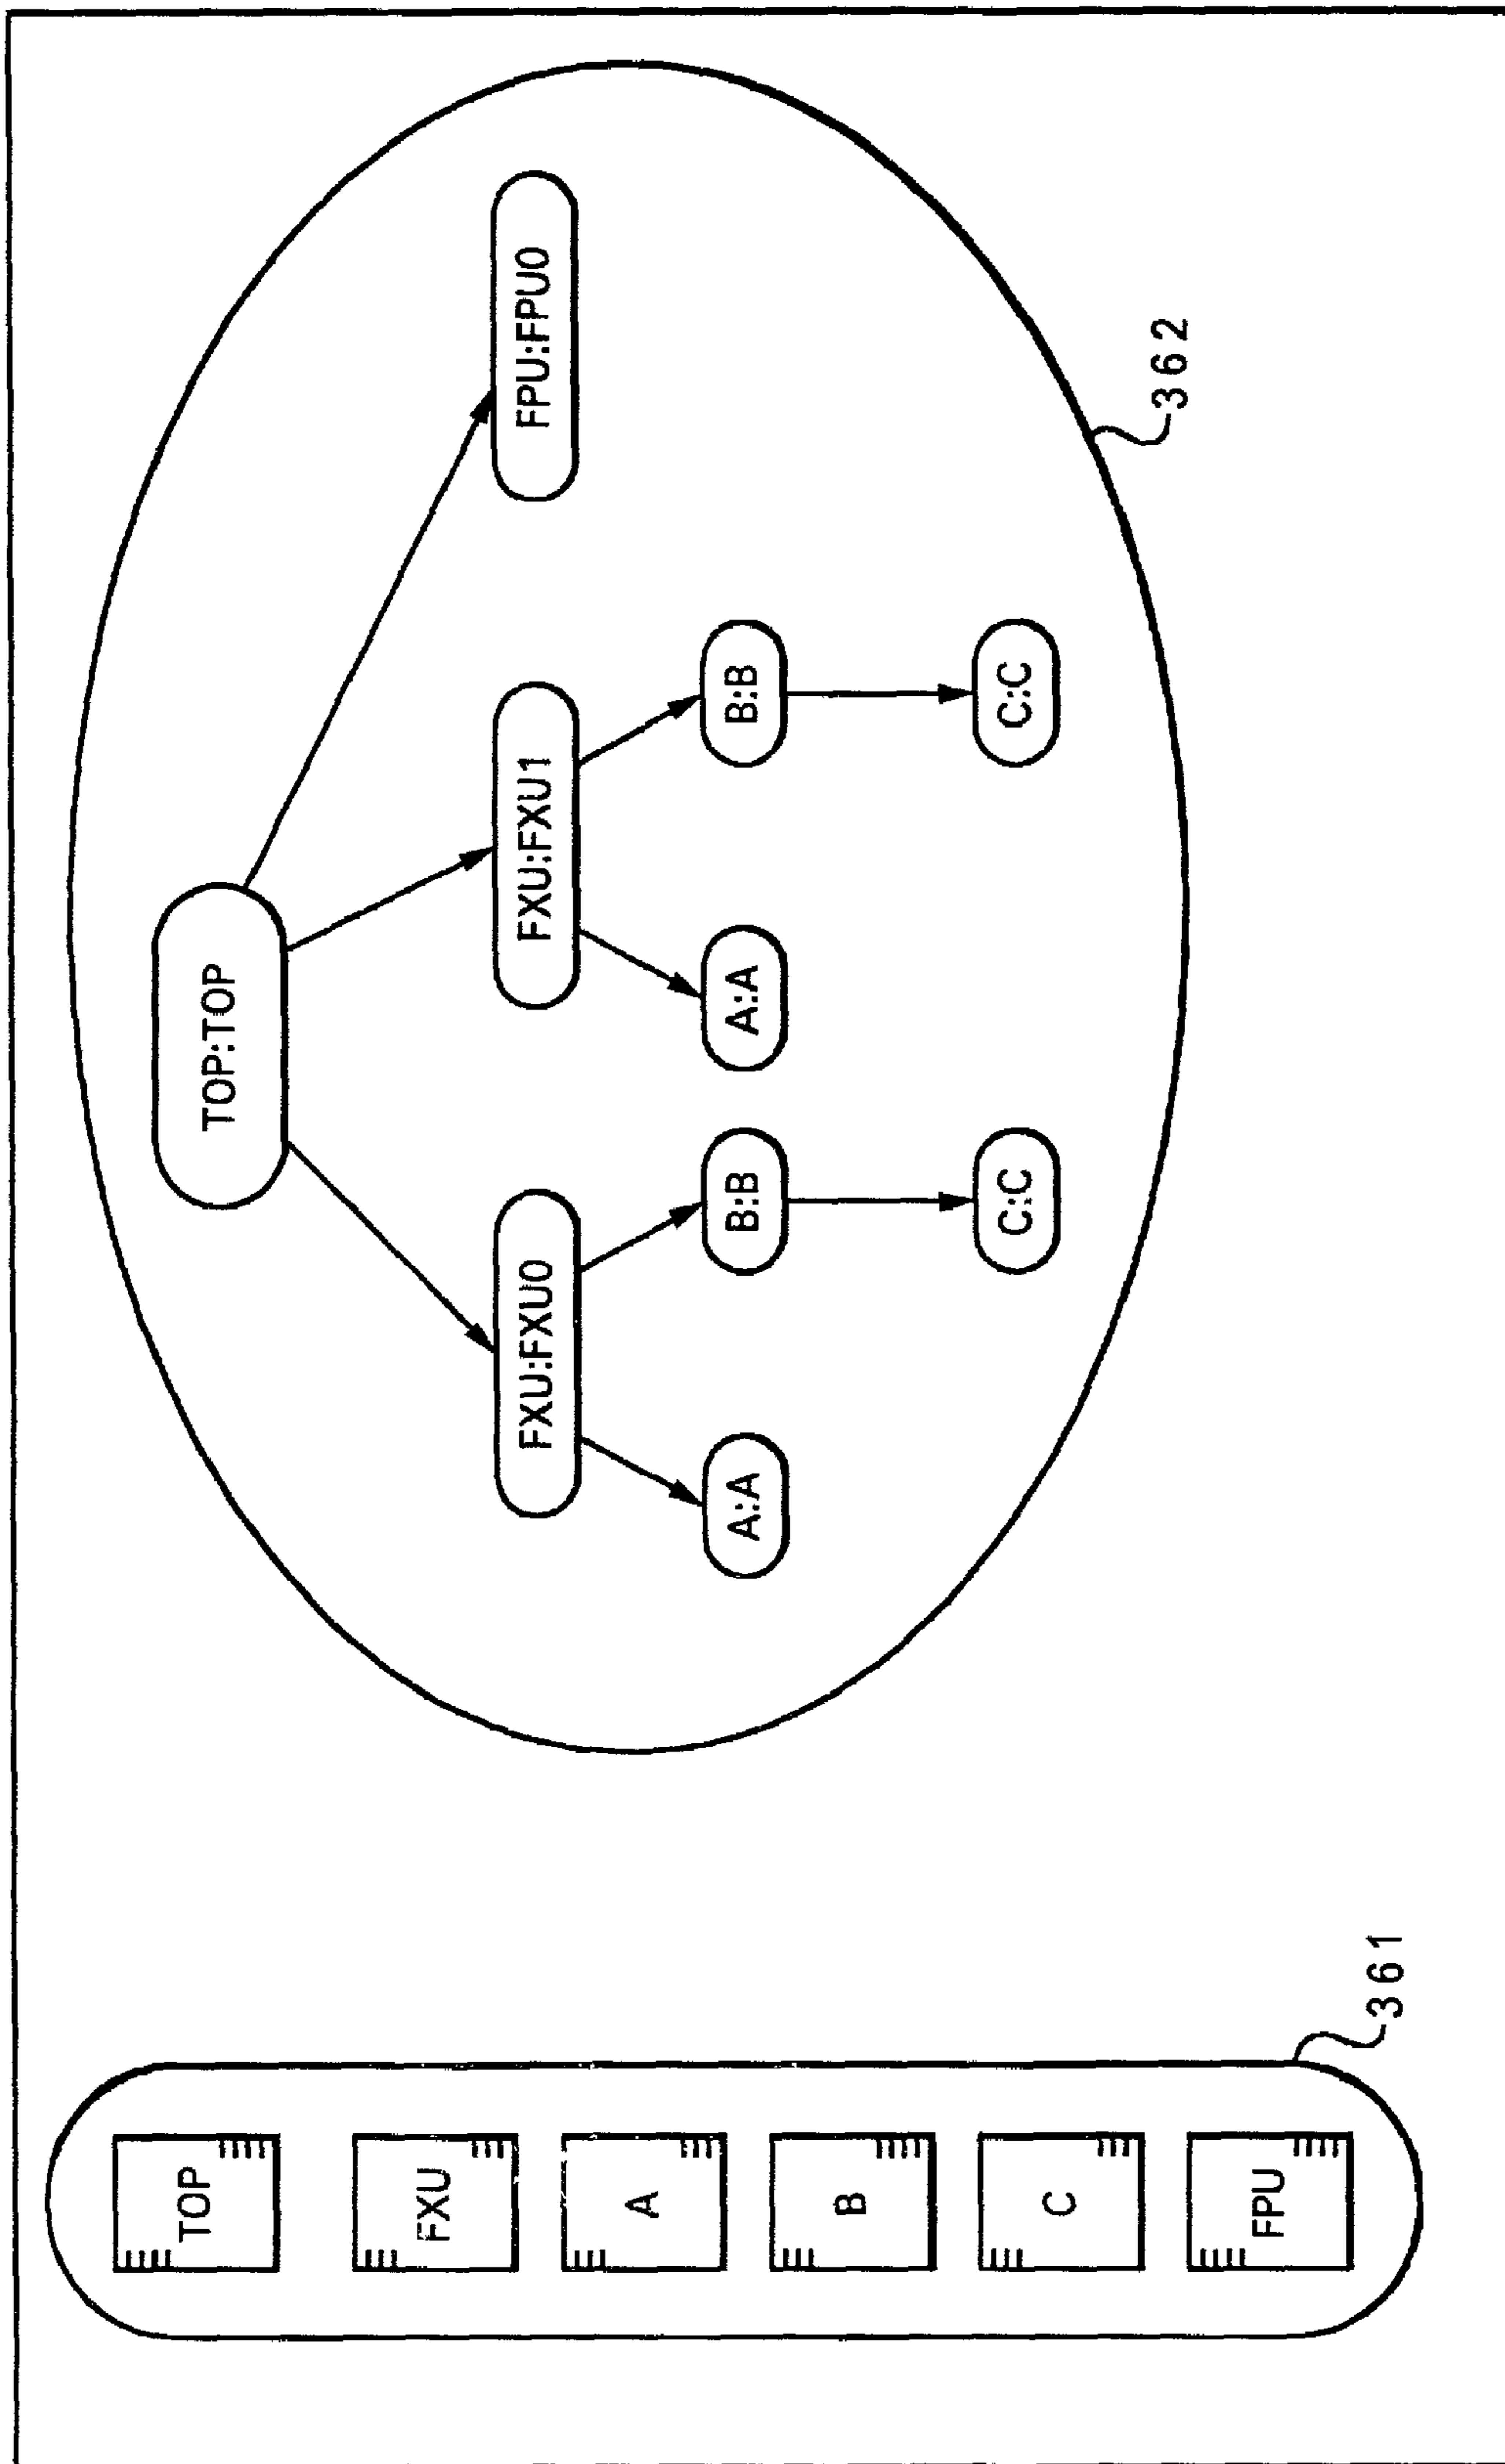 TOP
FXU
A
B
C
FPU
361
TOP:TOP
FXU:FXU0
FXU:FXU1
FPU:FPU0
A:A
B:B
A:A
B:B
C:C
C:C
362